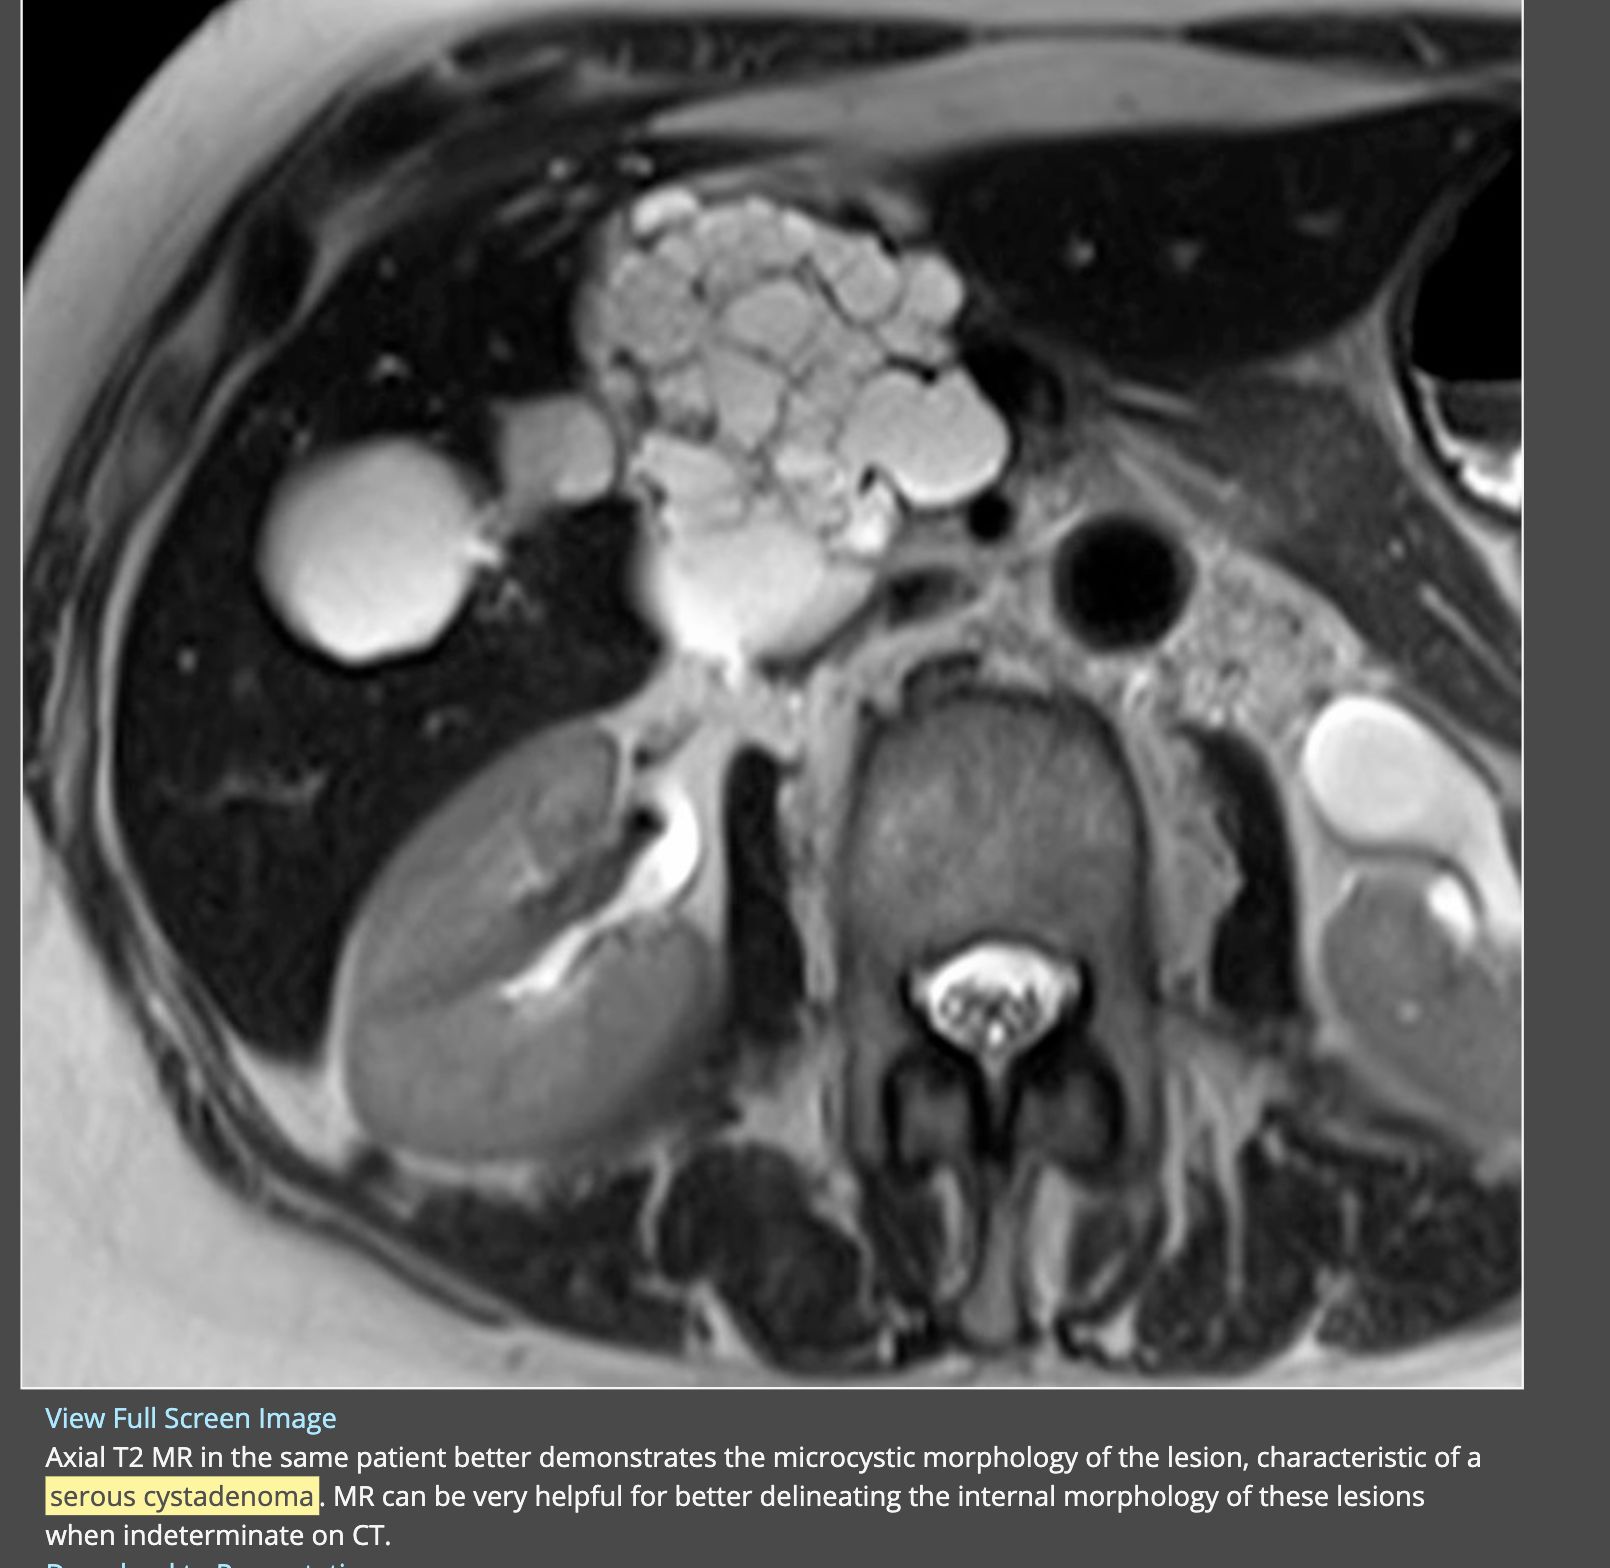 View Full Screen Image
Axial T2 MR in the same patient better demonstrates the microcystic morphology of the lesion, characteristic of a
serous cystadenoma. MR can be very helpful for better delineating the internal morphology of these lesions
when indeterminate on CT.